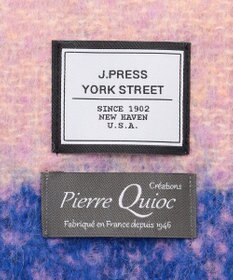 J.PRESS
YORK STREET
SINCE 1902
NEW HAVEN
U.S.A.
Créations
Pierre Quioc
Fabriqué en France depuis 1946